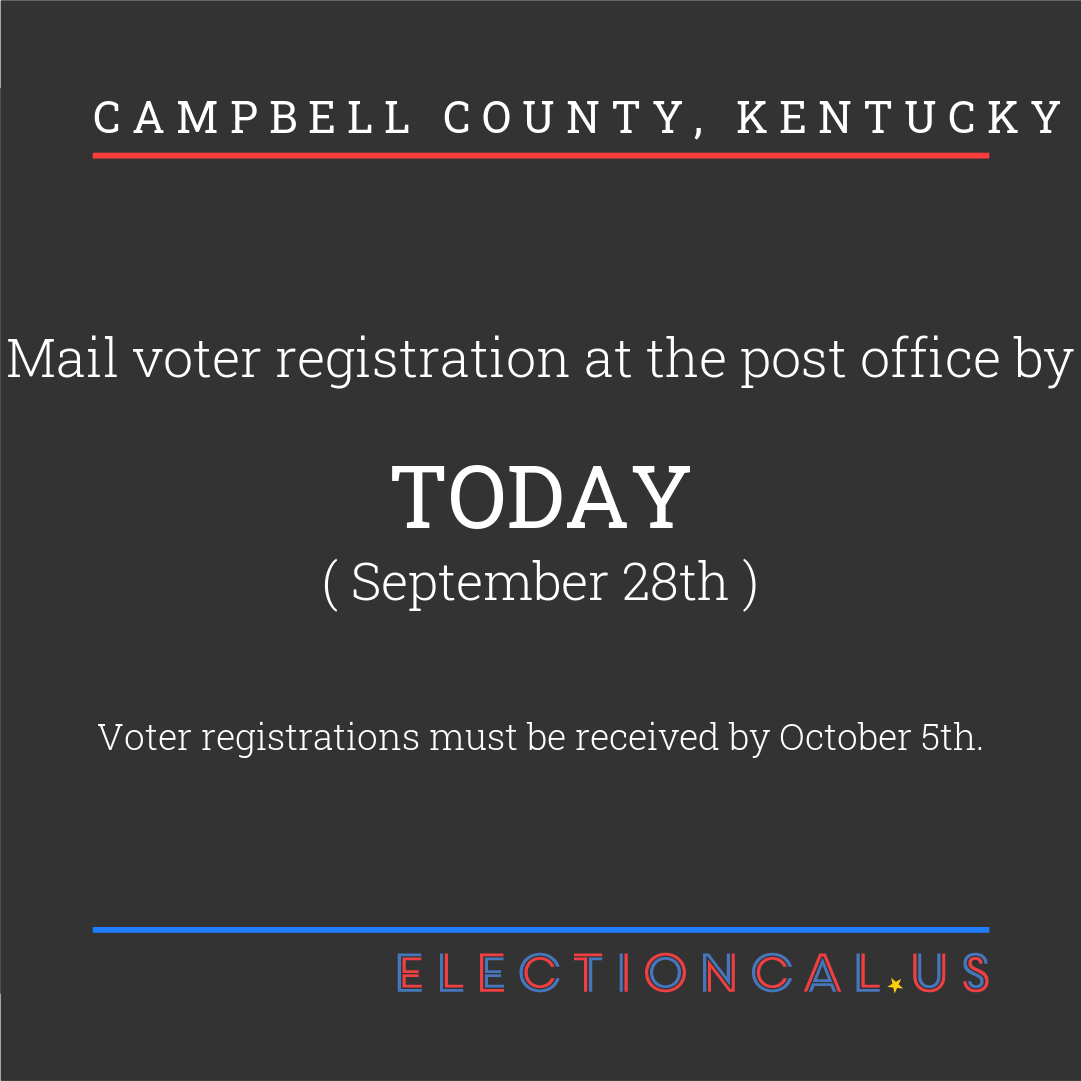 CAMPBELL COUNTY, KENTUCKY
Mail voter registration at the post office by
TODAY
( September 28th )
Voter registrations must be received by October 5th.
ELECTIONCAL.US